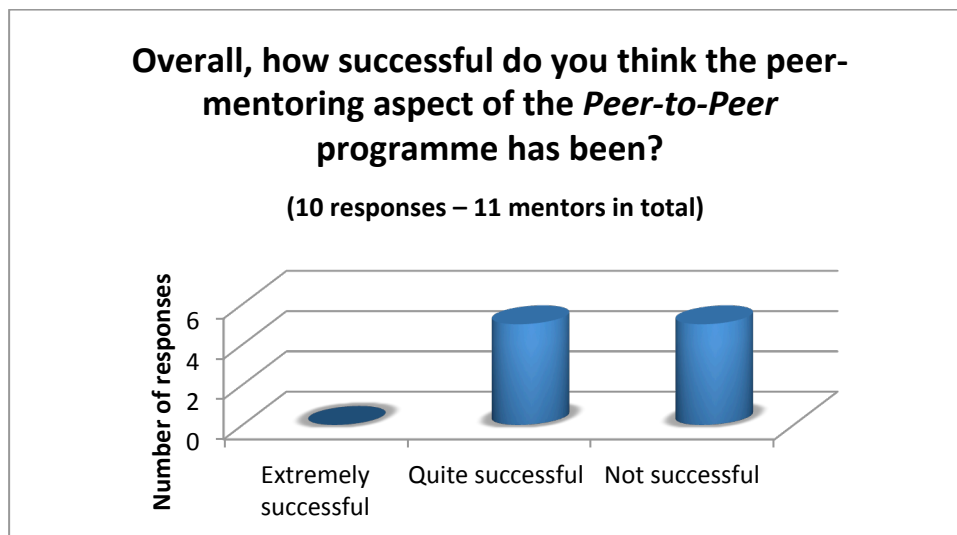 Overall, how successful do you think the peer-
mentoring aspect of the Peer-to-Peer
programme has been?
(10 responses – 11 mentors in total)
Number of responses
6
4
2
0
Extremely
successful
Quite successful
Not successful